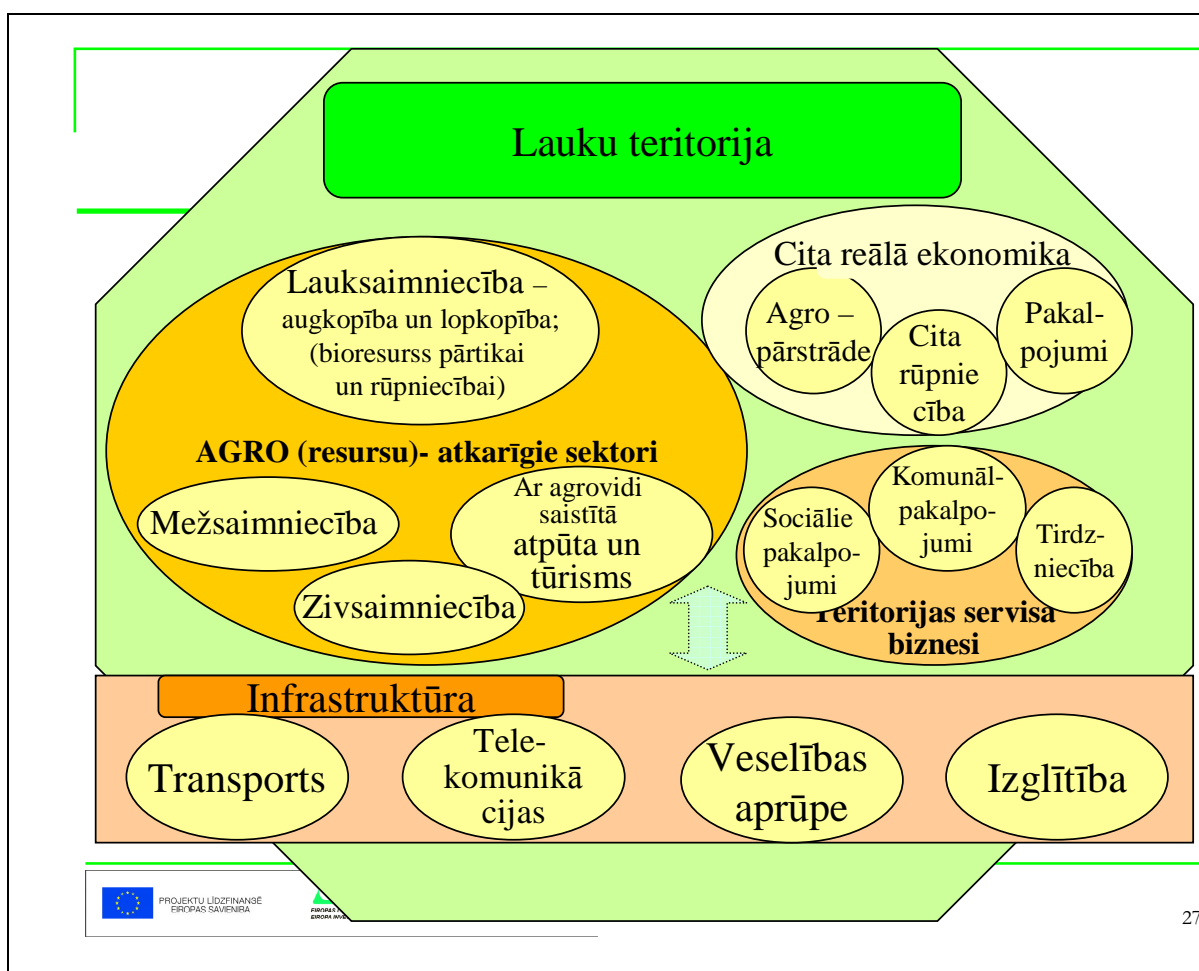 Lauku teritorija
Lauksaimniecība –
augkopība un lopkopība;
(bioresurss pārtikai
un rūpniecībai)
AGRO (resursu)- atkarīgie sektori
Mežsaimniecība
Ar agrovidi
saistītā
atpūta un
tūrisms
Zivsaimniecība
Cita reālā ekonomika
Agro –
pārstrāde
Cita
rūpnie
cība
Pakal-
pojumi
Sociālie
pakalpo-
jumi
Komunāl-
pakalpo-
jumi
Tirdz-
niecība
Teritorijas servisa
biznesi
Infrastruktūra
Transports
Tele-
komunikā
cijas
Veselības
aprūpe
Izglītība
PROJEKTU LĪDZFINANSĒ
EIROPAS SAVIENĪBA
27